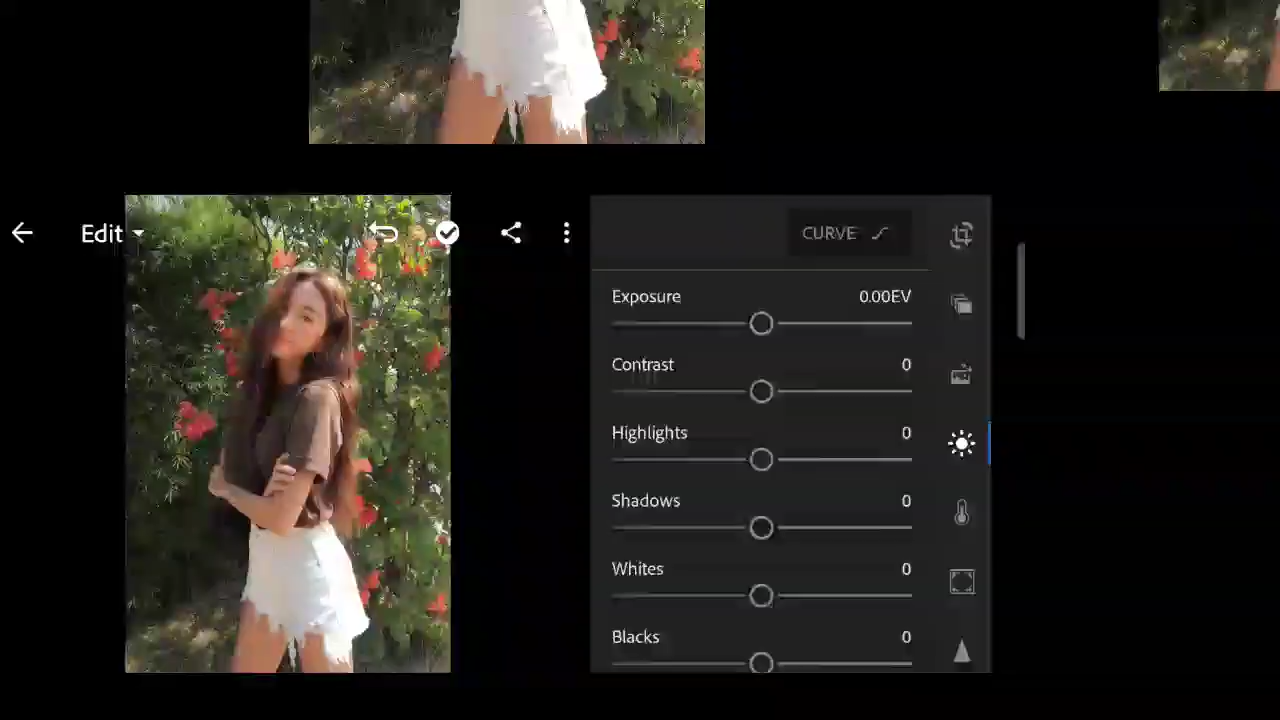 Edit
CURVE
Exposure 0.00EV
Contrast 0
Highlights 0
Shadows 0
Whites 0
Blacks 0